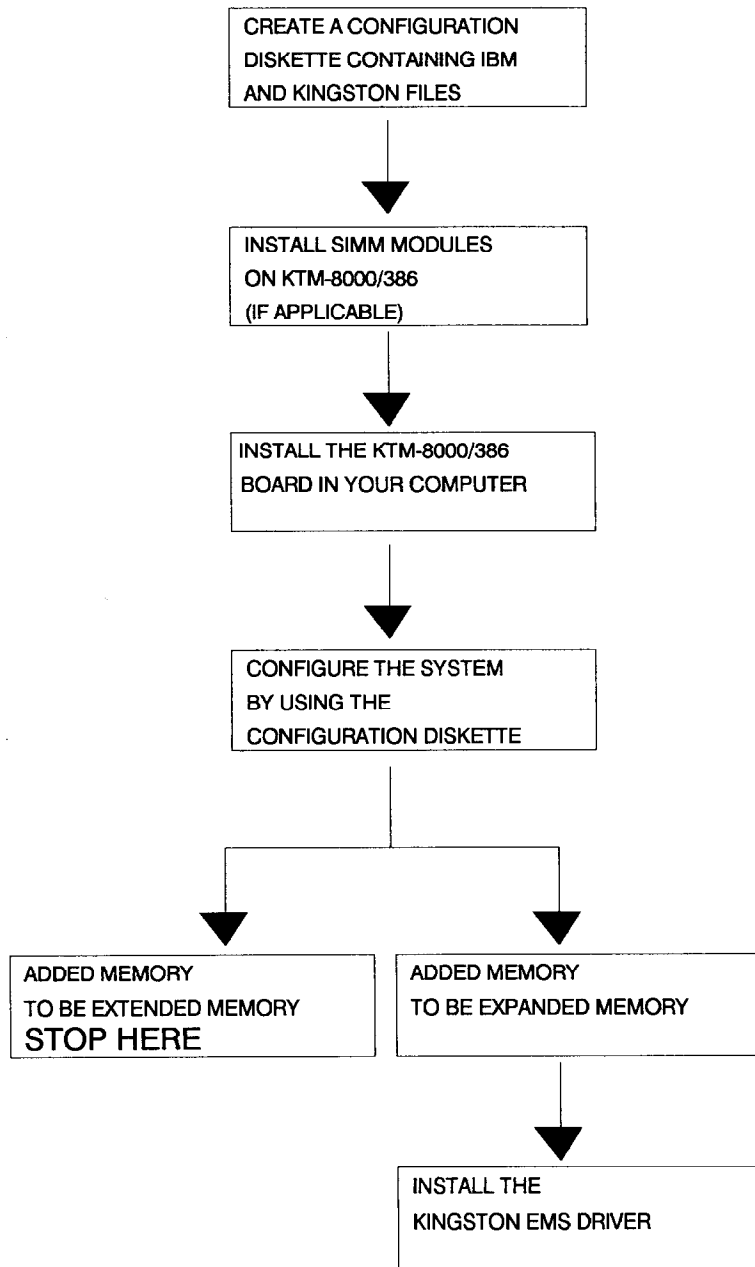 CREATE A CONFIGURATION
DISKETTE CONTAINING IBM
AND KINGSTON FILES
INSTALL SIMM MODULES
ON KTM-8000/386
(IF APPLICABLE)
INSTALL THE KTM-8000/386
BOARD IN YOUR COMPUTER
CONFIGURE THE SYSTEM
BY USING THE
CONFIGURATION DISKETTE
ADDED MEMORY
TO BE EXTENDED MEMORY
STOP HERE
ADDED MEMORY
TO BE EXPANDED MEMORY
INSTALL THE
KINGSTON EMS DRIVER